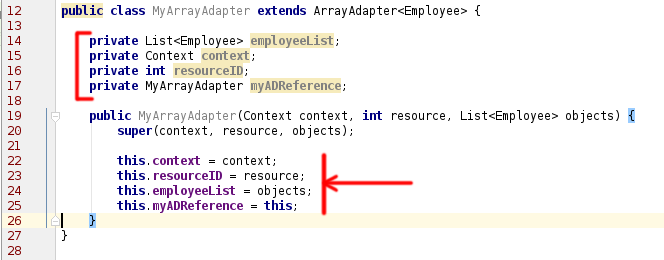 12 public class MyArrayAdapter extends ArrayAdapter<Employee> {
13
14 private List<Employee> employeeList;
15 private Context context;
16 private int resourceID;
17 private MyArrayAdapter myADReference;
18
19 public MyArrayAdapter(Context context, int resource, List<Employee> objects) {
20 super(context, resource, objects);
21
22 this.context = context;
23 this.resourceID = resource;
24 this.employeeList = objects;
25 this.myADReference = this;
26 }
27 }
28